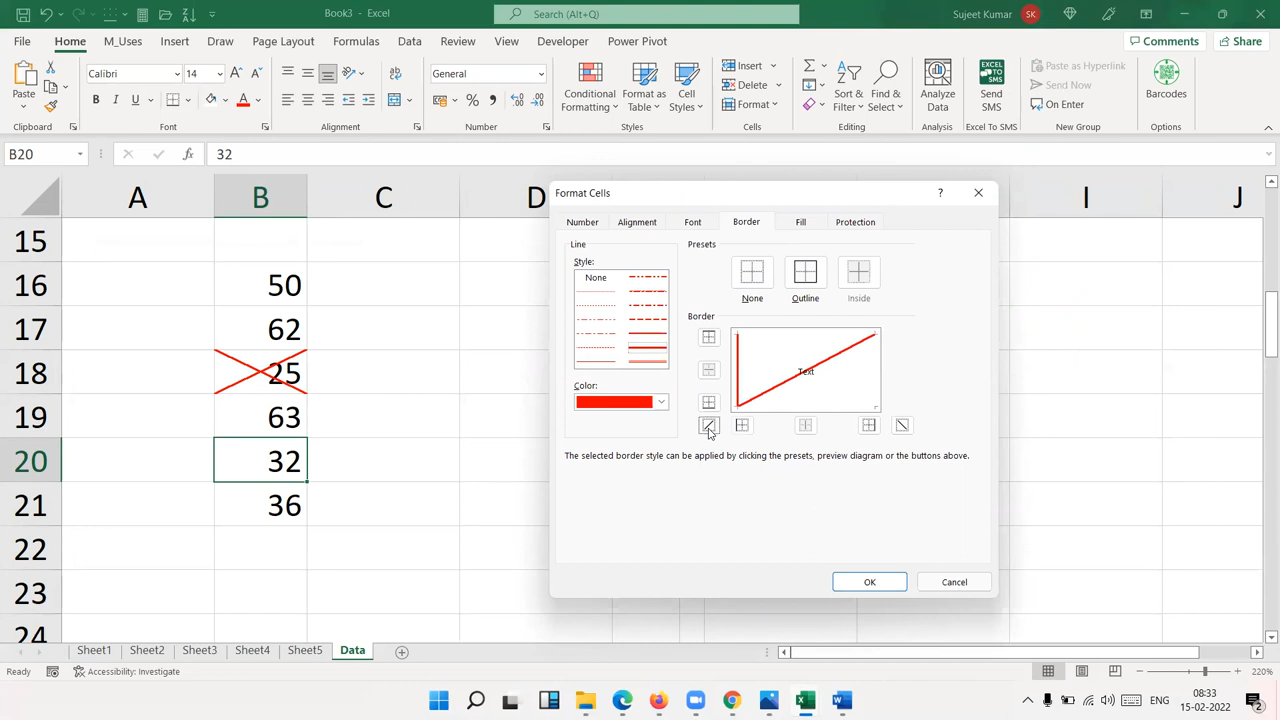 Book3 - Excel
Search (Alt+Q)
Sujeet Kumar
SK
File
Home
M_Uses
Insert
Draw
Page Layout
Formulas
Data
Review
View
Developer
Power Pivot
Comments
Share
Paste
Clipboard
Calibri
14
B I U
Font
Alignment
General
Number
Conditional Formatting
Format as Table
Cell Styles
Styles
Insert
Delete
Format
Cells
Sort & Filter
Find & Select
Editing
Analyze Data
Analysis
Send SMS
EXCEL TO SMS
Excel To SMS
Paste as Hyperlink
Send Now
On Enter
New Group
Barcodes
Options
B20
fx
32
A
B
C
D
I
J
15
16
50
17
62
18
25
19
63
20
32
21
36
22
23
24
Format Cells
?
Number
Alignment
Font
Border
Fill
Protection
Line
Style:
None
Color:
Presets
None
Outline
Inside
Border
Text
The selected border style can be applied by clicking the presets, preview diagram or the buttons above.
OK
Cancel
Sheet1
Sheet2
Sheet3
Sheet4
Sheet5
Data
Ready
Accessibility: Investigate
220%
ENG
08:33
15-02-2022
2